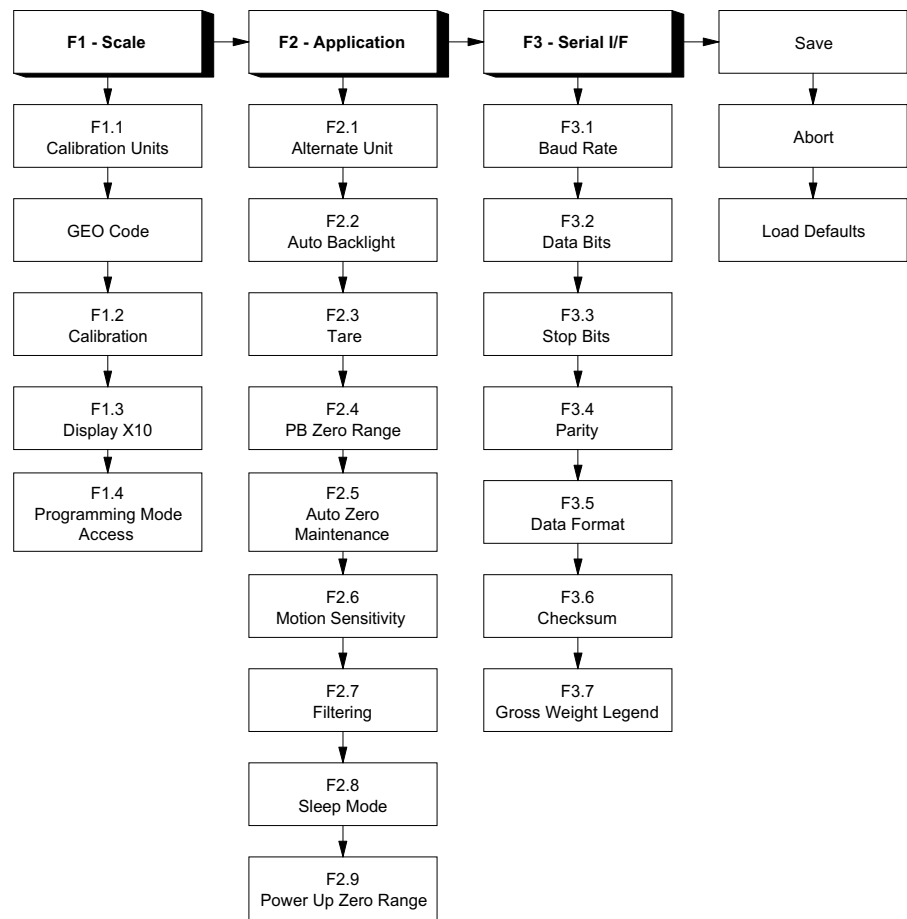 F1 - Scale
F1.1
Calibration Units
GEO Code
F1.2
Calibration
F1.3
Display X10
F1.4
Programming Mode
Access
F2 - Application
F2.1
Alternate Unit
F2.2
Auto Backlight
F2.3
Tare
F2.4
PB Zero Range
F2.5
Auto Zero
Maintenance
F2.6
Motion Sensitivity
F2.7
Filtering
F2.8
Sleep Mode
F2.9
Power Up Zero Range
F3 - Serial I/F
F3.1
Baud Rate
F3.2
Data Bits
F3.3
Stop Bits
F3.4
Parity
F3.5
Data Format
F3.6
Checksum
F3.7
Gross Weight Legend
Save
Abort
Load Defaults